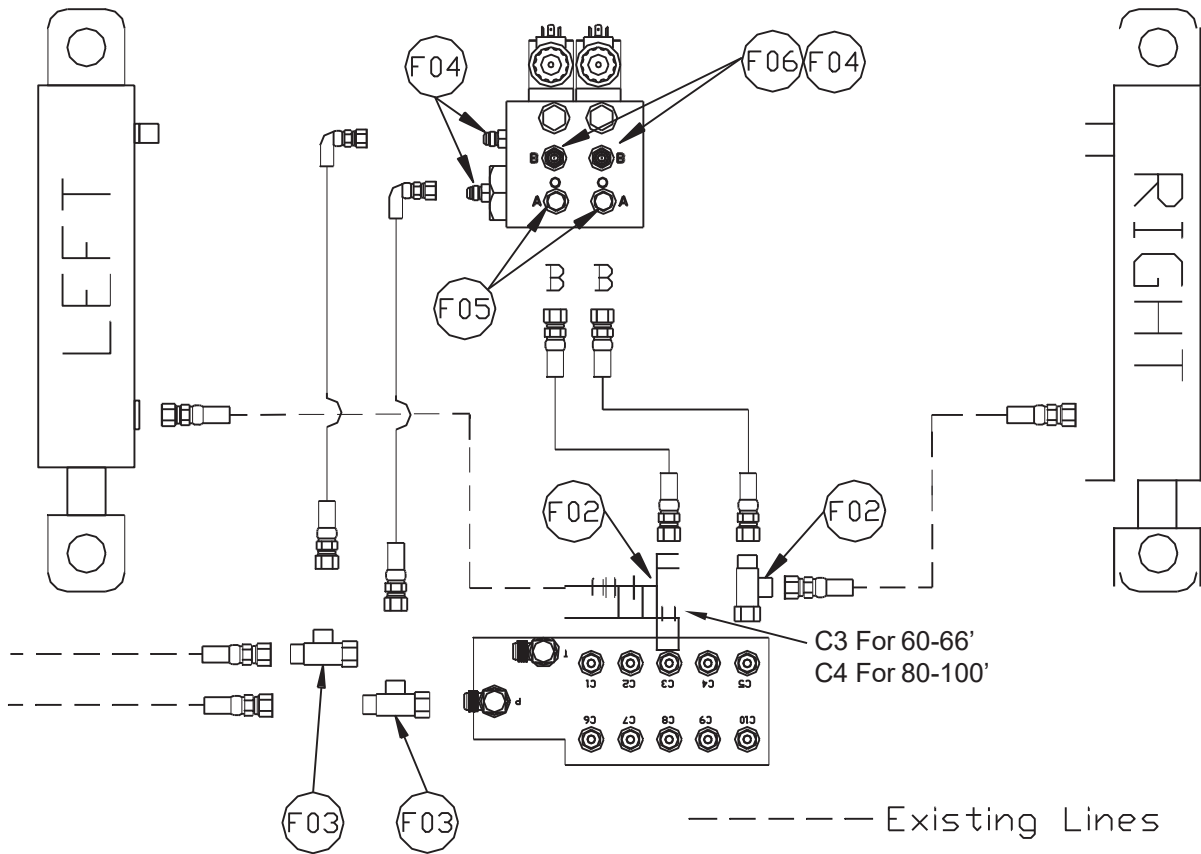 F04
F06
F04
B
B
A
A
LEFT
RIGHT
F05
B
B
F02
F02
C3 For 60-66’
C4 For 80-100’
T
C1
C2
C3
C4
C5
P
C6
C7
C8
C9
C10
F03
F03
Existing Lines